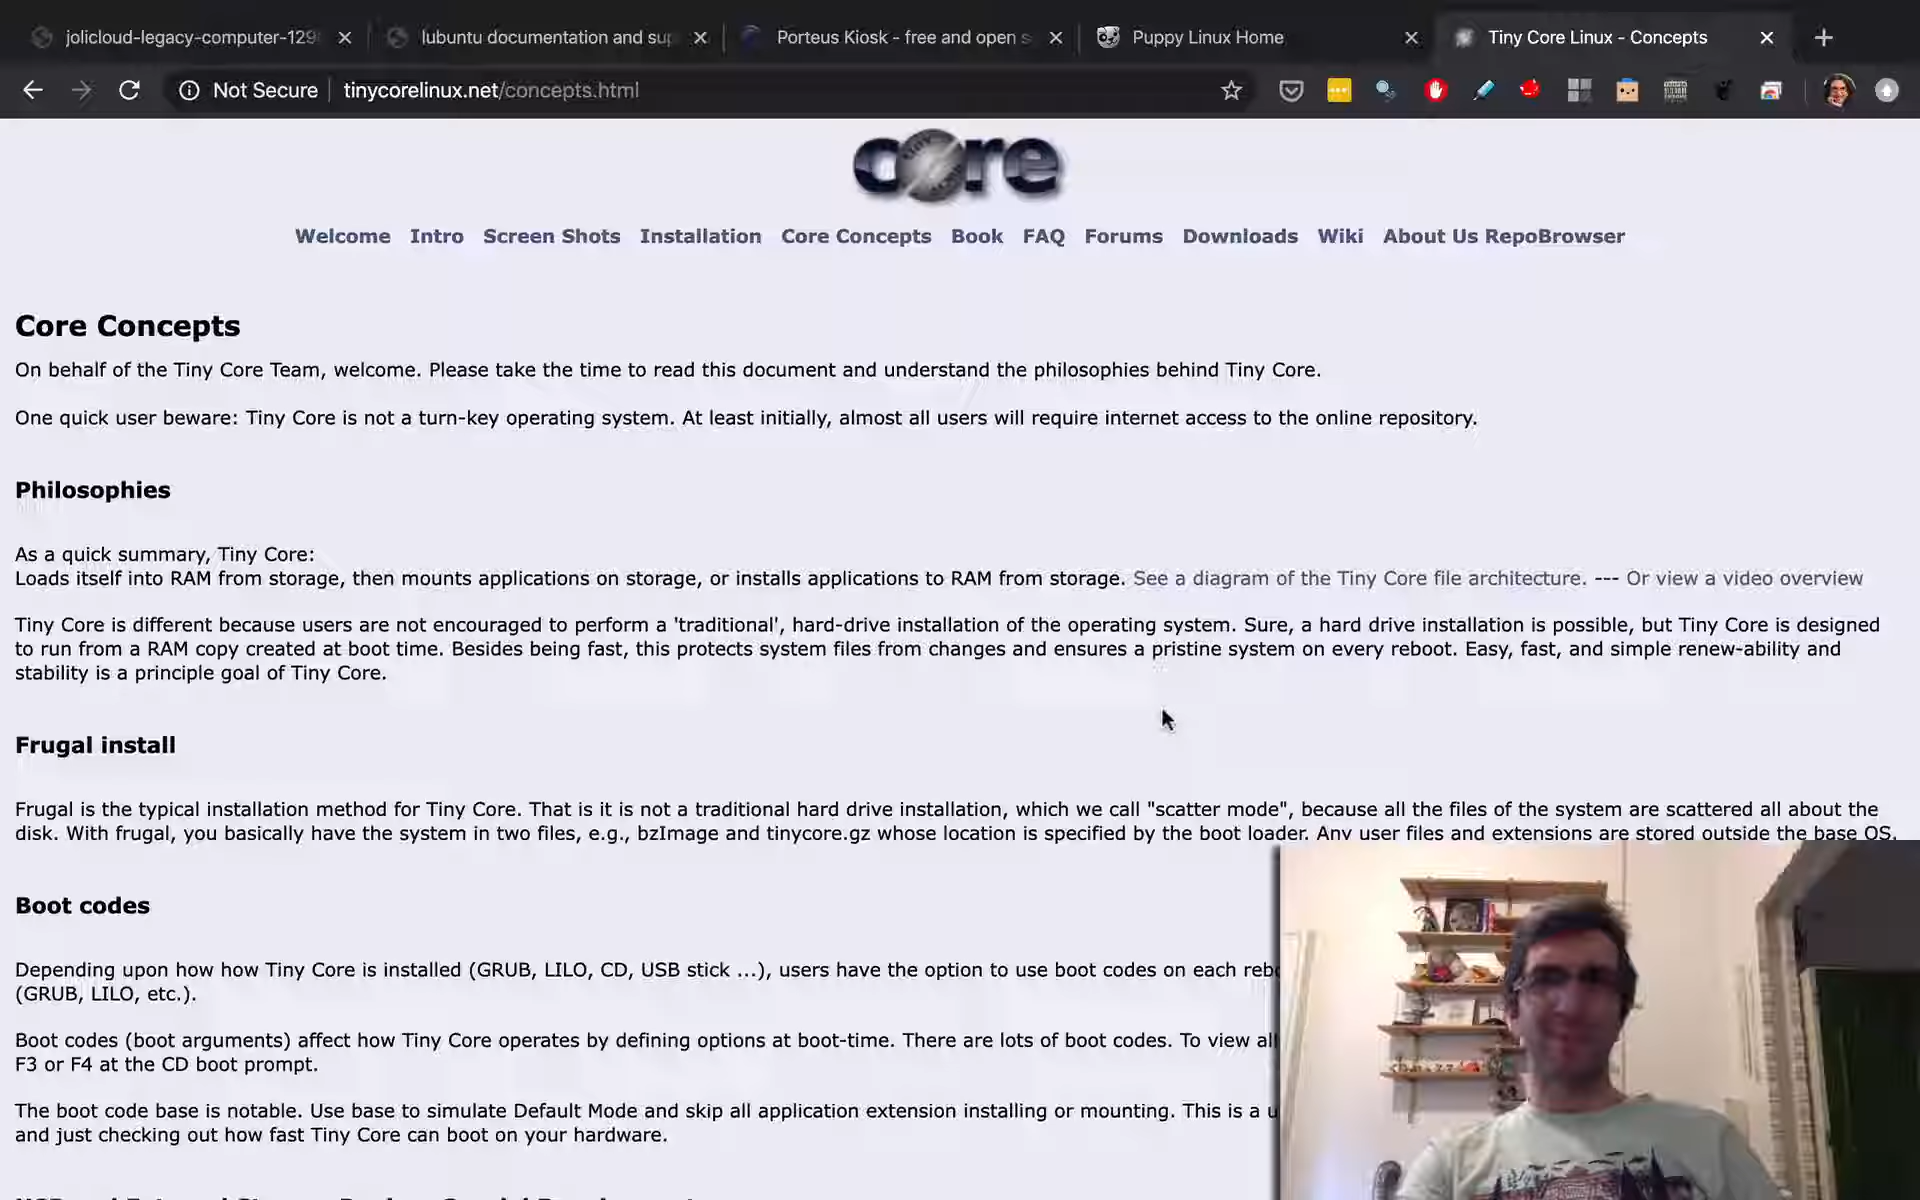 jolicloud-legacy-computer-129
lubuntu documentation and sup
Porteus Kiosk - free and open s
Puppy Linux Home
Tiny Core Linux - Concepts
Not Secure
tinycorelinux.net/concepts.html
core
Welcome Intro Screen Shots Installation Core Concepts Book FAQ Forums Downloads Wiki About Us RepoBrowser
Core Concepts
On behalf of the Tiny Core Team, welcome. Please take the time to read this document and understand the philosophies behind Tiny Core.
One quick user beware: Tiny Core is not a turn-key operating system. At least initially, almost all users will require internet access to the online repository.
Philosophies
As a quick summary, Tiny Core:
Loads itself into RAM from storage, then mounts applications on storage, or installs applications to RAM from storage. See a diagram of the Tiny Core file architecture. --- Or view a video overview
Tiny Core is different because users are not encouraged to perform a 'traditional', hard-drive installation of the operating system. Sure, a hard drive installation is possible, but Tiny Core is designed
to run from a RAM copy created at boot time. Besides being fast, this protects system files from changes and ensures a pristine system on every reboot. Easy, fast, and simple renew-ability and
stability is a principle goal of Tiny Core.
Frugal install
Frugal is the typical installation method for Tiny Core. That is it is not a traditional hard drive installation, which we call "scatter mode", because all the files of the system are scattered all about the
disk. With frugal, you basically have the system in two files, e.g., bzImage and tinycore.gz whose location is specified by the boot loader. Any user files and extensions are stored outside the base OS.
Boot codes
Depending upon how how Tiny Core is installed (GRUB, LILO, CD, USB stick ...), users have the option to use boot codes on each rebo
(GRUB, LILO, etc.).
Boot codes (boot arguments) affect how Tiny Core operates by defining options at boot-time. There are lots of boot codes. To view all
F3 or F4 at the CD boot prompt.
The boot code base is notable. Use base to simulate Default Mode and skip all application extension installing or mounting. This is a u
and just checking out how fast Tiny Core can boot on your hardware.